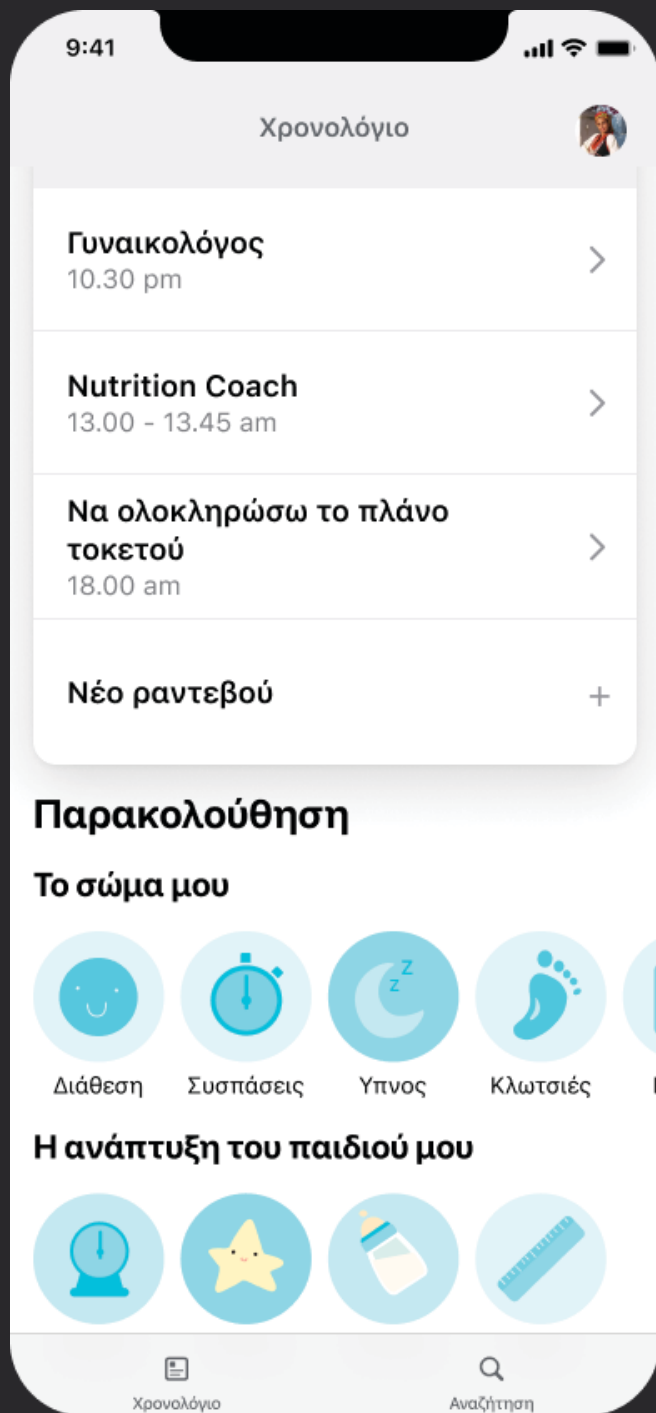 9:41
Χρονολόγιο
Γυναικολόγος
10.30 pm
Nutrition Coach
13.00 - 13.45 am
Να ολοκληρώσω το πλάνο
τοκετού
18.00 am
Νέο ραντεβού
Παρακολούθηση
Το σώμα μου
z z
Διάθεση Συσπάσεις Υπνος Κλωτσιές
Η ανάπτυξη του παιδιού μου
Χρονολόγιο Αναζήτηση